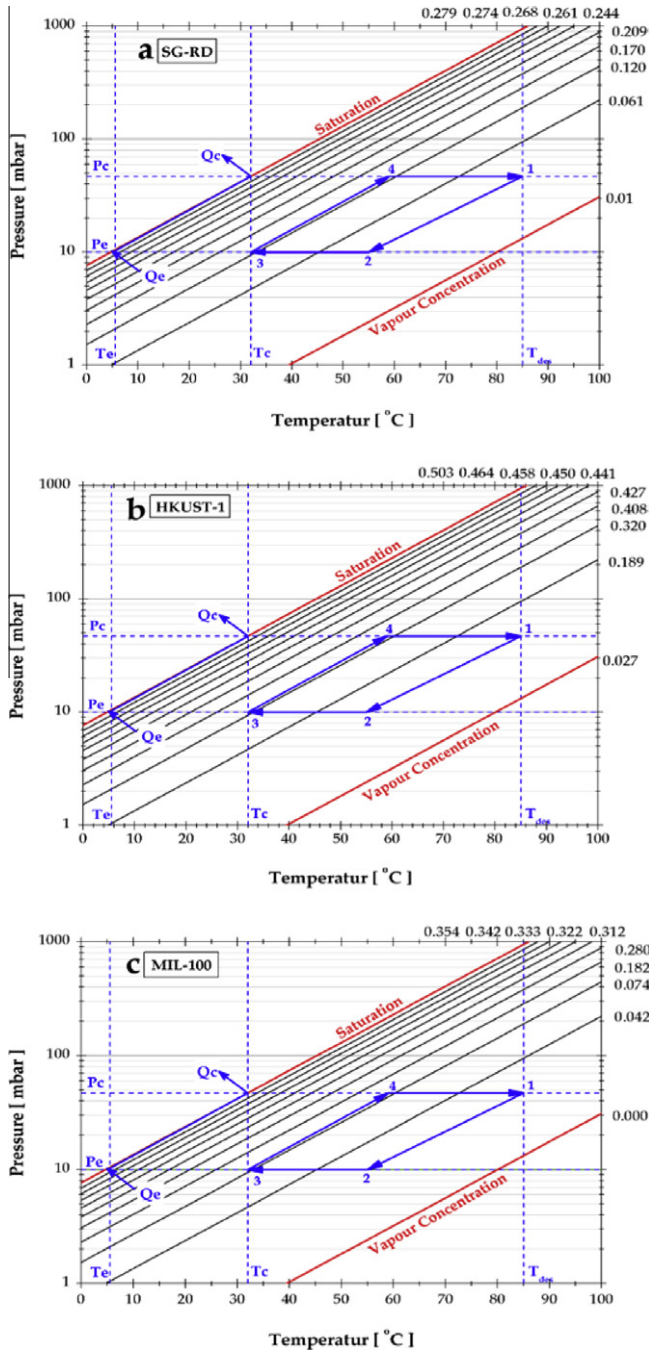 0.279 0.274 0.268 0.261 0.244
1000
a SG-RD
0.209
0.170
0.120
0.061
Saturation
100
Pressure [ mbar ]
Qc
Pc
4
1
0.01
10
Pe
3
2
Qe
Vapour Concentration
Te
Tc
T des
1
0 10 20 30 40 50 60 70 80 90 100
Temperatur [ °C ]
0.503 0.464 0.458 0.450 0.441
1000
b HKUST-1
0.427
0.408
0.320
0.189
Saturation
100
Pressure [ mbar ]
Qc
Pc
4
1
0.027
10
Pe
3
2
Qe
Vapour Concentration
Te
Tc
T des
1
0 10 20 30 40 50 60 70 80 90 100
Temperatur [ °C ]
0.354 0.342 0.333 0.322 0.312
1000
c MIL-100
0.280
0.182
0.074
0.042
Saturation
100
Pressure [ mbar ]
Qc
Pc
4
1
0.000
10
Pe
3
2
Qe
Vapour Concentration
Te
Tc
T des
1
0 10 20 30 40 50 60 70 80 90 100
Temperatur [ °C ]